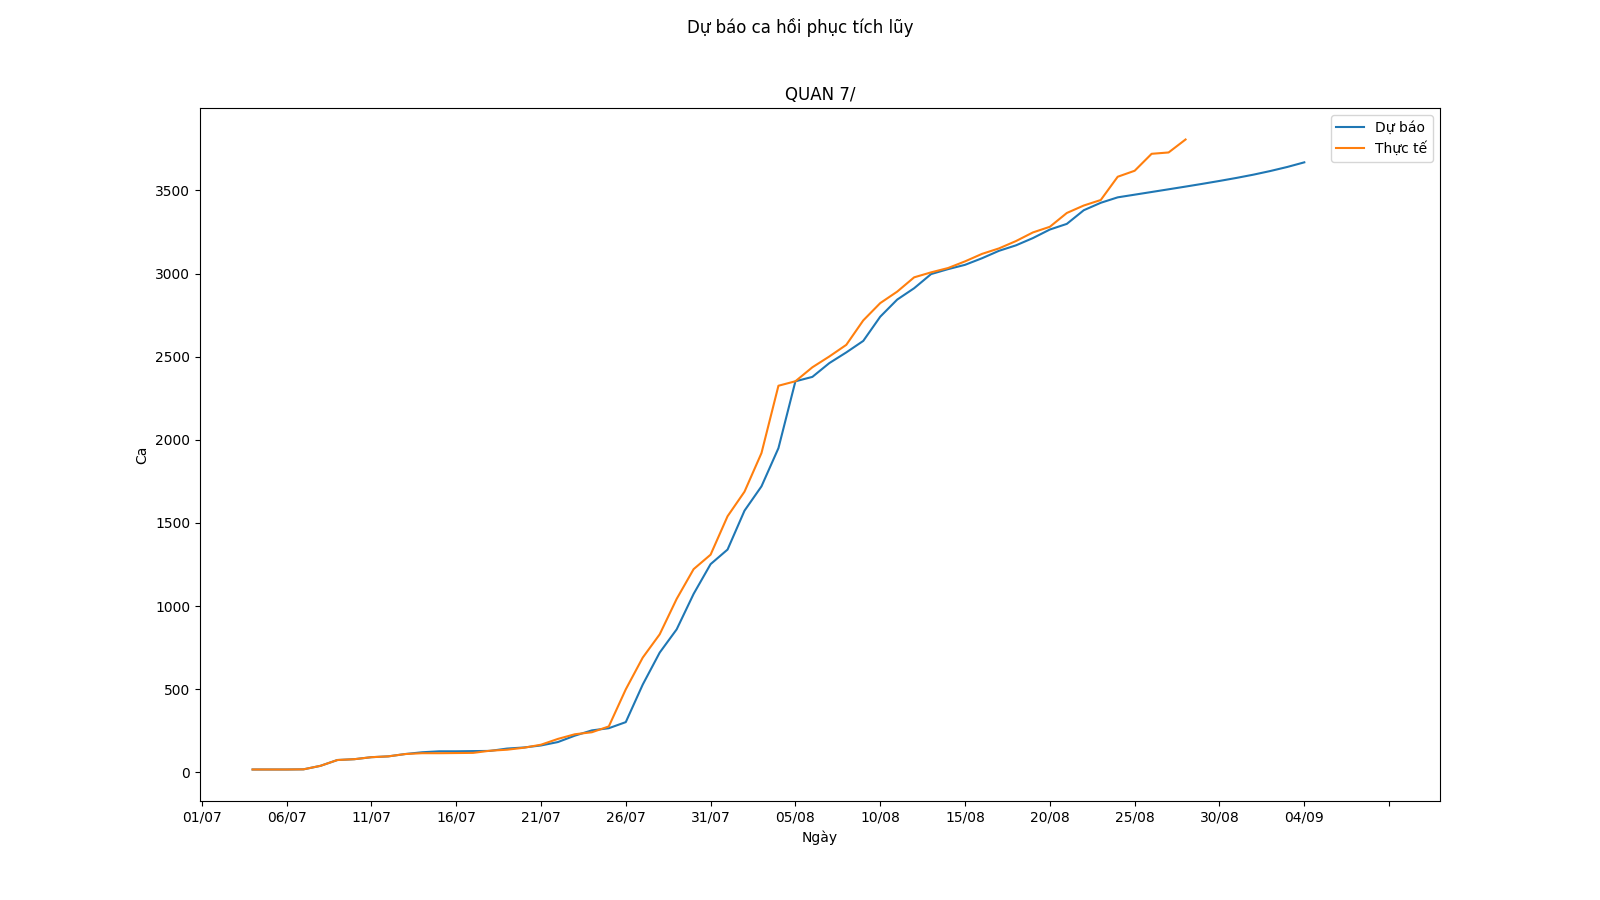 Dự báo ca hồi phục tích lũy
QUAN 7/
Dự báo
Thực tế
3500
3000
2500
2000
1500
1000
500
0
Ca
01/07 06/07 11/07 16/07 21/07 26/07 31/07 05/08 10/08 15/08 20/08 25/08 30/08 04/09
Ngày